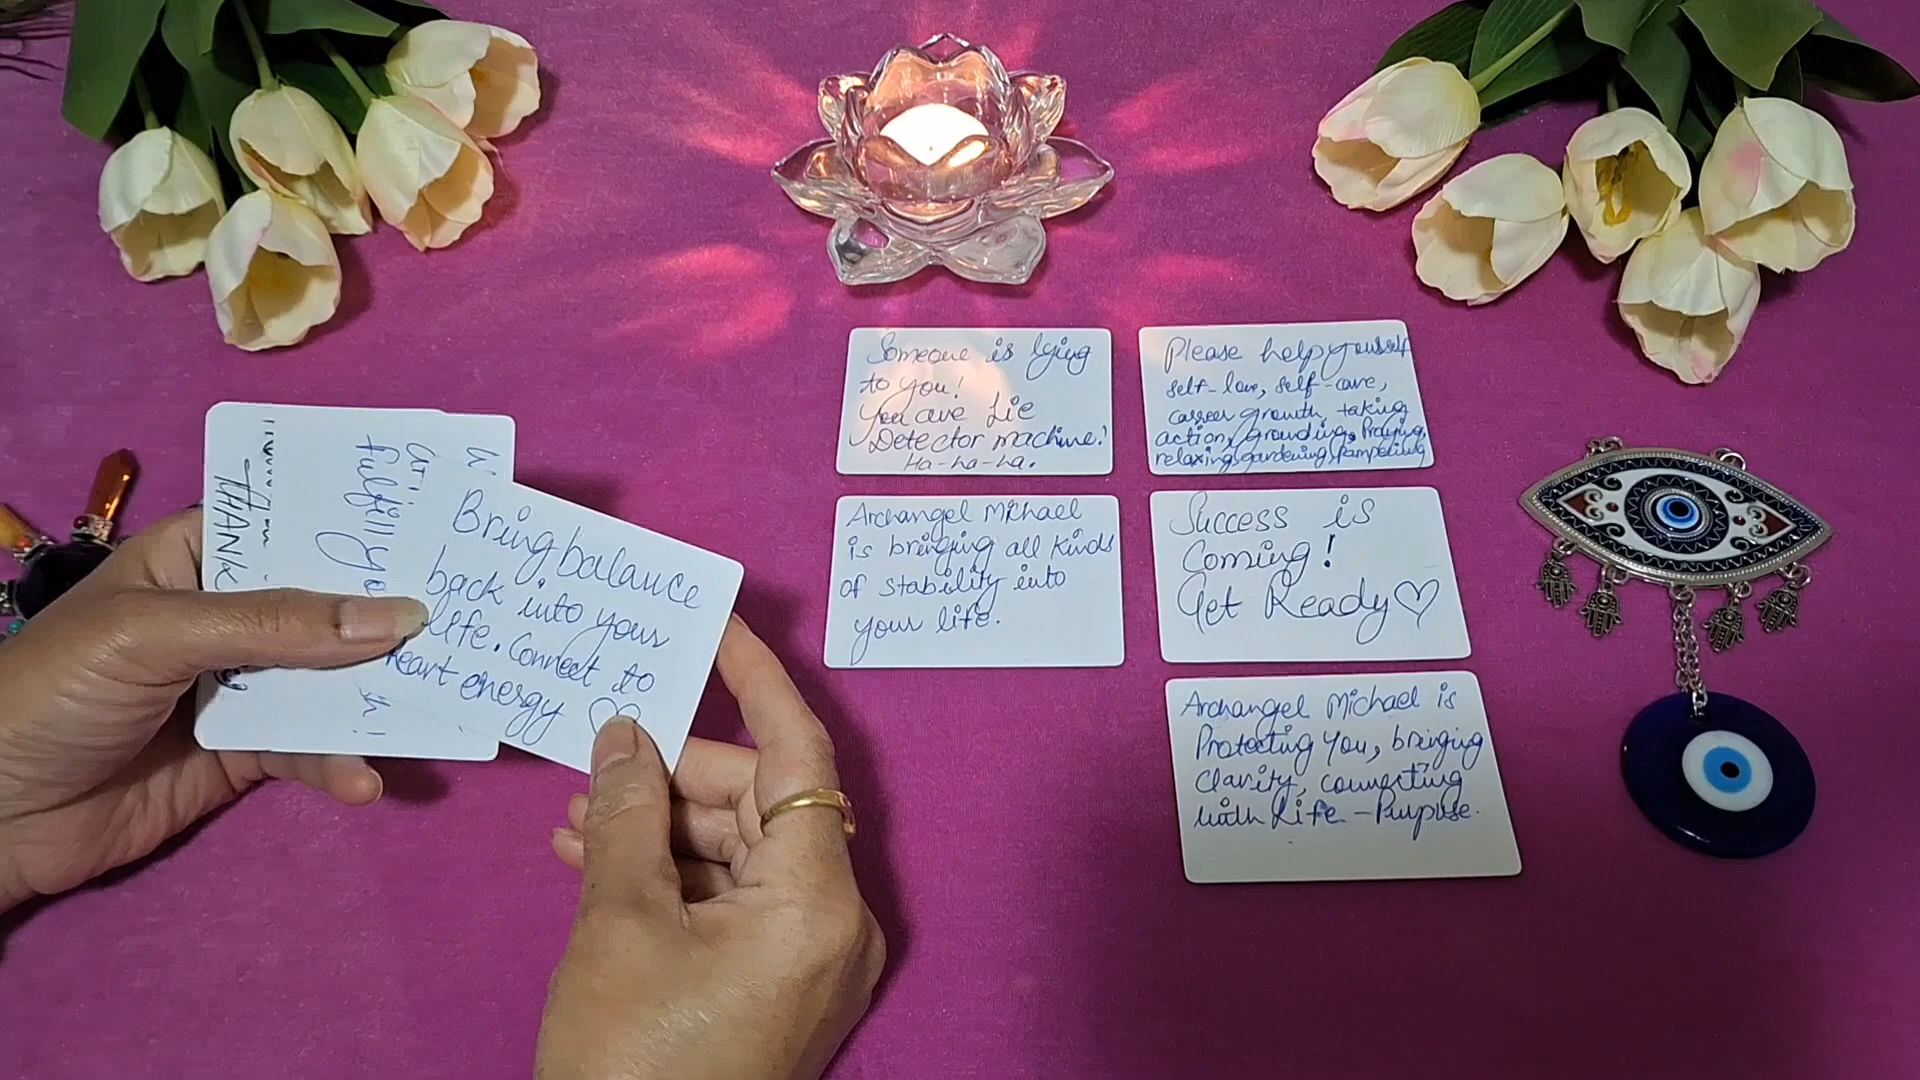 Someone is lying
to you!
You are Lie
Detector machine!
Ha-ha-ha.
Please help yourself
self-love, self-care,
career growth, taking
action, grouding, Praying,
relaxing, gardening, Pampering
Archangel Michael
is bringing all kinds
of stability into
your life.
Success is
Coming!
Get Ready ♡
Archangel Michael is
Protecting You, bringing
Clarity, connecting
with Life-Purpose.
Bring balance
back into your
life. Connect to
heart energy ♡
fulfill yo
THANK